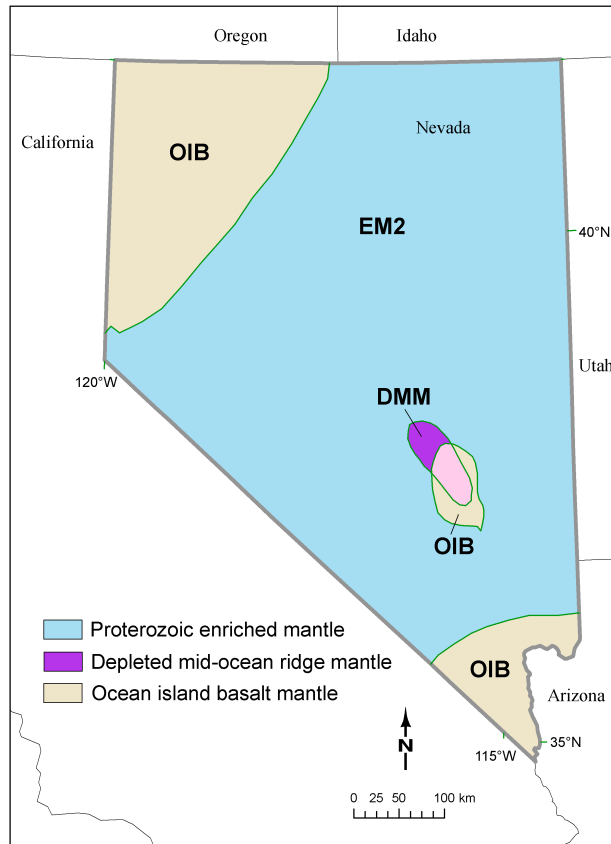 Oregon
Idaho
California
OIB
Nevada
EM2
40°N
Utah
120°W
DMM
OIB
Proterozoic enriched mantle
Depleted mid-ocean ridge mantle
Ocean island basalt mantle
OIB
Arizona
N
115°W
35°N
0 25 50 100 km